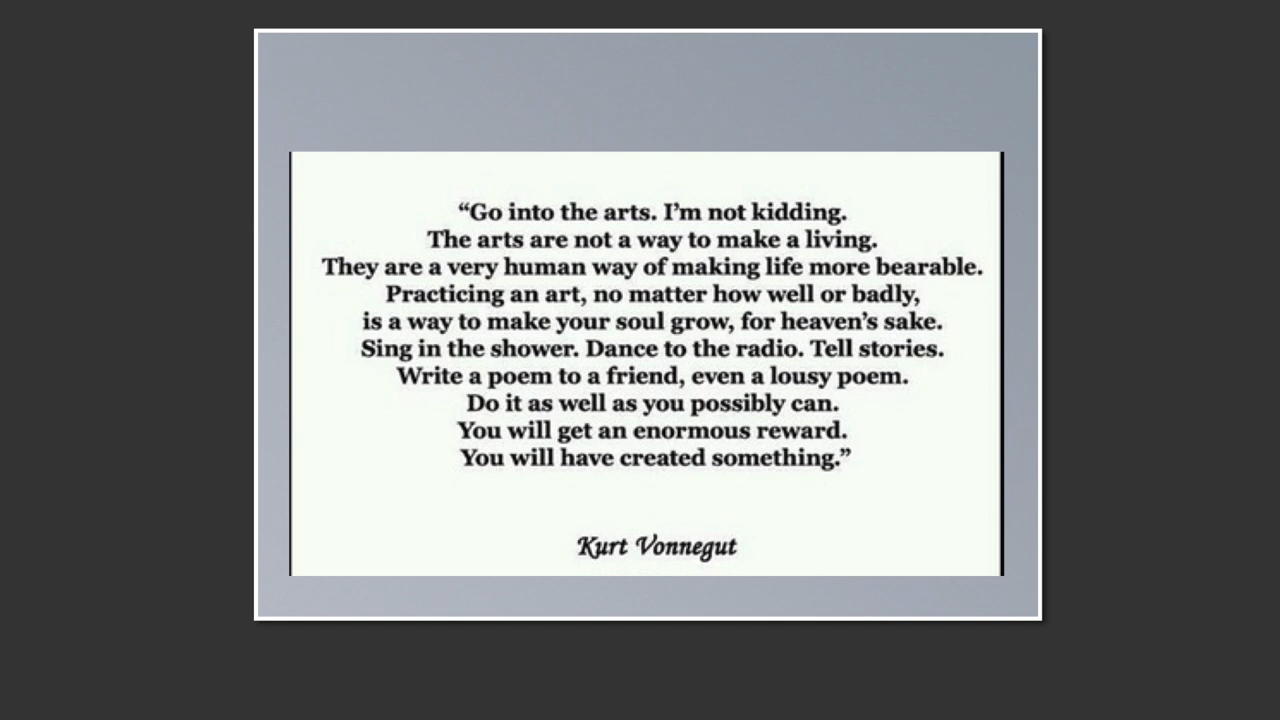 “Go into the arts. I’m not kidding.
The arts are not a way to make a living.
They are a very human way of making life more bearable.
Practicing an art, no matter how well or badly,
is a way to make your soul grow, for heaven’s sake.
Sing in the shower. Dance to the radio. Tell stories.
Write a poem to a friend, even a lousy poem.
Do it as well as you possibly can.
You will get an enormous reward.
You will have created something.”
Kurt Vonnegut